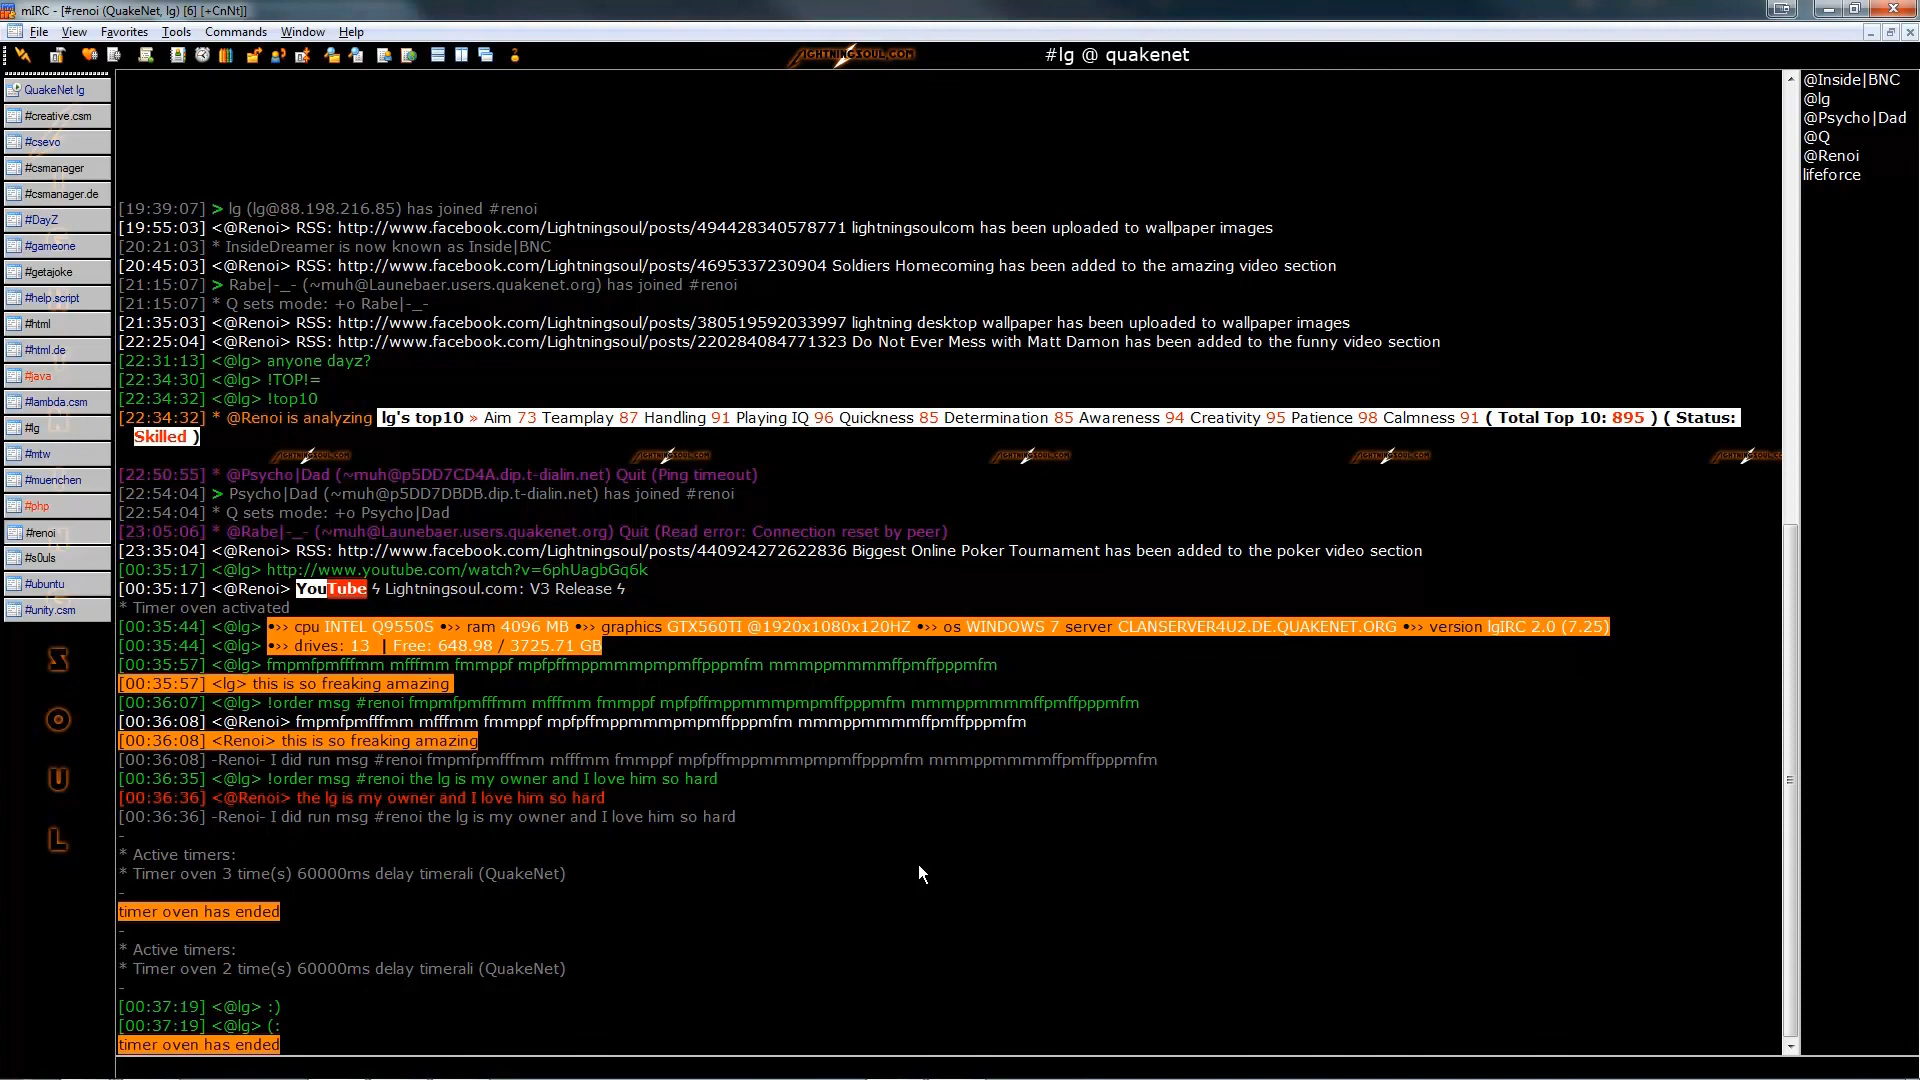 mIRC - [#renoi (QuakeNet, lg) [6] [+CnNt]]
File View Favorites Tools Commands Window Help
LIGHTNINGSOUL.COM
#lg @ quakenet
QuakeNet lg
#creative.csm
#csevo
#csmanager
#csmanager.de
#DayZ
#gameone
#getajoke
#help.script
#html
#html.de
#java
#lambda.csm
#lg
#mtw
#muenchen
#php
#renoi
#s0uls
#ubuntu
#unity.csm
S
O
U
L
[19:39:07] > lg (lg@88.198.216.85) has joined #renoi
[19:55:03] <@Renoi> RSS: http://www.facebook.com/Lightningsoul/posts/494428340578771 lightningsoulcom has been uploaded to wallpaper images
[20:21:03] * InsideDreamer is now known as Inside|BNC
[20:45:03] <@Renoi> RSS: http://www.facebook.com/Lightningsoul/posts/4695337230904 Soldiers Homecoming has been added to the amazing video section
[21:15:07] > Rabe|-_- (~muh@Launebaer.users.quakenet.org) has joined #renoi
[21:15:07] * Q sets mode: +o Rabe|-_-
[21:35:03] <@Renoi> RSS: http://www.facebook.com/Lightningsoul/posts/380519592033997 lightning desktop wallpaper has been uploaded to wallpaper images
[22:25:04] <@Renoi> RSS: http://www.facebook.com/Lightningsoul/posts/220284084771323 Do Not Ever Mess with Matt Damon has been added to the funny video section
[22:31:13] <@lg> anyone dayz?
[22:34:30] <@lg> !TOP!=
[22:34:32] <@lg> !top10
[22:34:32] * @Renoi is analyzing lg's top10 » Aim 73 Teamplay 87 Handling 91 Playing IQ 96 Quickness 85 Determination 85 Awareness 94 Creativity 95 Patience 98 Calmness 91 ( Total Top 10: 895 ) ( Status:
Skilled )
LIGHTNINGSOUL.COM LIGHTNINGSOUL.COM LIGHTNINGSOUL.COM LIGHTNINGSOUL.COM
[22:50:55] * @Psycho|Dad (~muh@p5DD7CD4A.dip.t-dialin.net) Quit (Ping timeout)
[22:54:04] > Psycho|Dad (~muh@p5DD7DBDB.dip.t-dialin.net) has joined #renoi
[22:54:04] * Q sets mode: +o Psycho|Dad
[23:05:06] * @Rabe|-_- (~muh@Launebaer.users.quakenet.org) Quit (Read error: Connection reset by peer)
[23:35:04] <@Renoi> RSS: http://www.facebook.com/Lightningsoul/posts/440924272622836 Biggest Online Poker Tournament has been added to the poker video section
[00:35:17] <@lg> http://www.youtube.com/watch?v=6phUagbGq6k
[00:35:17] <@Renoi> YouTube ϟ Lightningsoul.com: V3 Release ϟ
* Timer oven activated
[00:35:44] <@lg> •›› cpu INTEL Q9550S •›› ram 4096 MB •›› graphics GTX560TI @1920x1080x120HZ •›› os WINDOWS 7 server CLANSERVER4U2.DE.QUAKENET.ORG •›› version lgIRC 2.0 (7.25)
[00:35:44] <@lg> •›› drives: 13 | Free: 648.98 / 3725.71 GB
[00:35:57] <@lg> fmpmfpmfffmm mfffmm fmmppf mpfpffmppmmmpmpmffpppmfm mmmppmmmmffpmffpppmfm
[00:35:57] <lg> this is so freaking amazing
[00:36:07] <@lg> !order msg #renoi fmpmfpmfffmm mfffmm fmmppf mpfpffmppmmmpmpmffpppmfm mmmppmmmmffpmffpppmfm
[00:36:08] <@Renoi> fmpmfpmfffmm mfffmm fmmppf mpfpffmppmmmpmpmffpppmfm mmmppmmmmffpmffpppmfm
[00:36:08] <Renoi> this is so freaking amazing
[00:36:08] -Renoi- I did run msg #renoi fmpmfpmfffmm mfffmm fmmppf mpfpffmppmmmpmpmffpppmfm mmmppmmmmffpmffpppmfm
[00:36:35] <@lg> !order msg #renoi the lg is my owner and I love him so hard
[00:36:36] <@Renoi> the lg is my owner and I love him so hard
[00:36:36] -Renoi- I did run msg #renoi the lg is my owner and I love him so hard
-
* Active timers:
* Timer oven 3 time(s) 60000ms delay timerali (QuakeNet)
-
timer oven has ended
-
* Active timers:
* Timer oven 2 time(s) 60000ms delay timerali (QuakeNet)
-
[00:37:19] <@lg> :)
[00:37:19] <@lg> (:
timer oven has ended
@Inside|BNC
@lg
@Psycho|Dad
@Q
@Renoi
lifeforce